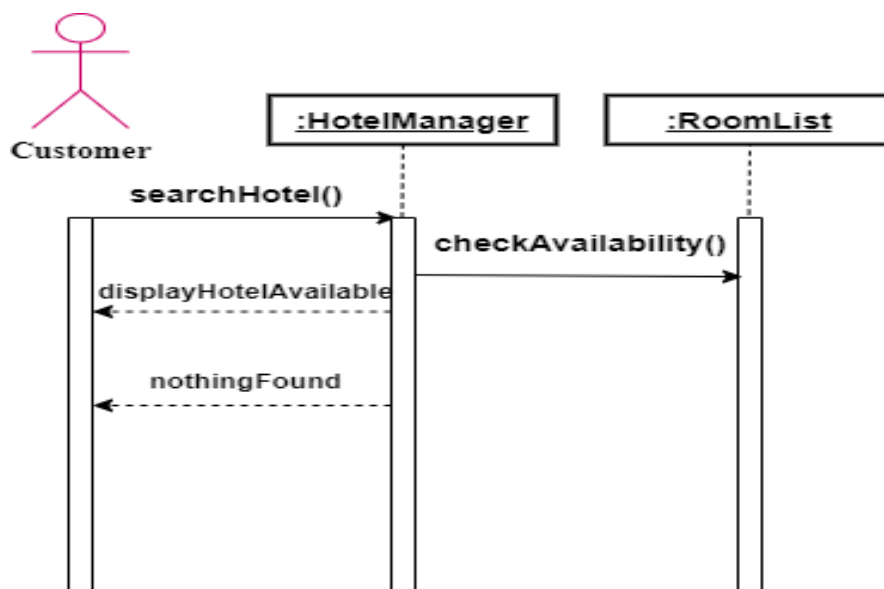 :HotelManager
:RoomList
Customer
searchHotel()
checkAvailability()
displayHotelAvailable
nothingFound